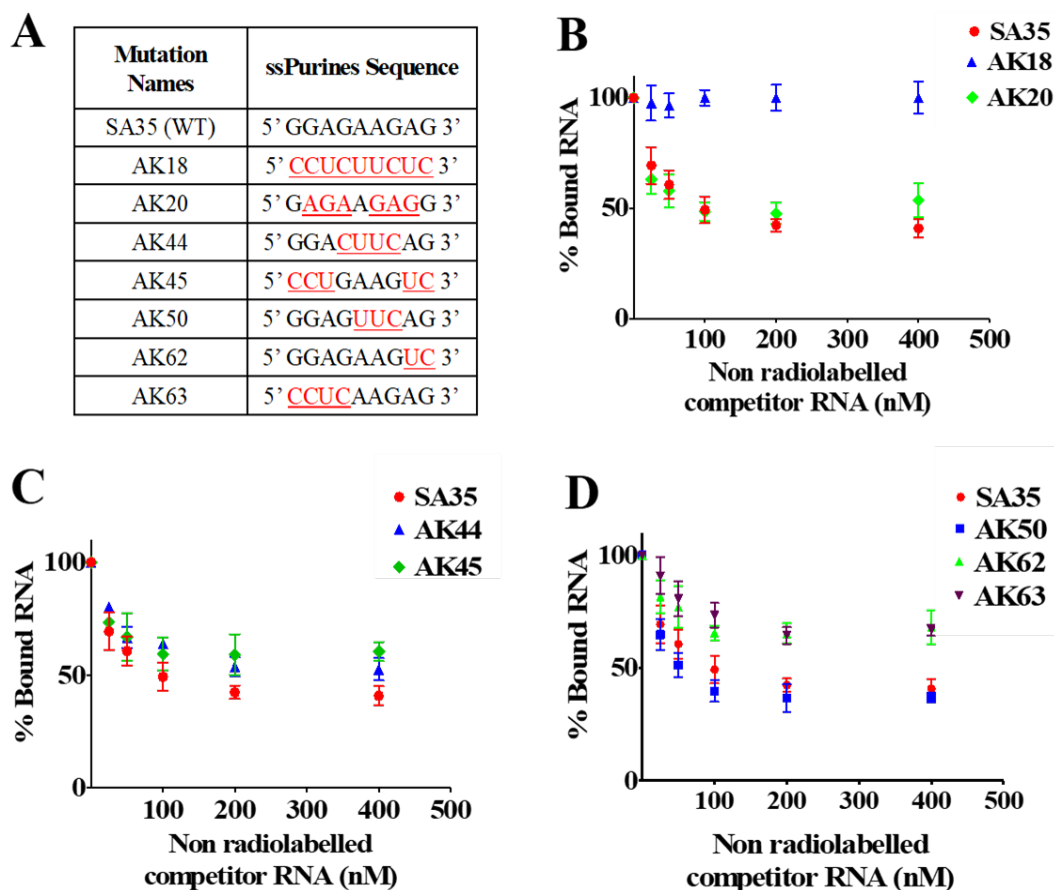 A
Mutation Names ssPurines Sequence
SA35 (WT) 5’ GGAGAAGAG 3’
AK18 5’ CCUCUUCUC 3’
AK20 5’ GAGAAGAGG 3’
AK44 5’ GGACUUCAG 3’
AK45 5’ CCUGAAGUC 3’
AK50 5’ GGAGUUCAG 3’
AK62 5’ GGAGAAGUC 3’
AK63 5’ CCUCAAGAG 3’
B
SA35
AK18
AK20
% Bound RNA
100
50
0
100 200 300 400 500
Non radiolabelled
competitor RNA (nM)
C
SA35
AK44
AK45
% Bound RNA
100
50
0
100 200 300 400 500
Non radiolabelled
competitor RNA (nM)
D
SA35
AK50
AK62
AK63
% Bound RNA
100
50
0
100 200 300 400 500
Non radiolabelled
competitor RNA (nM)